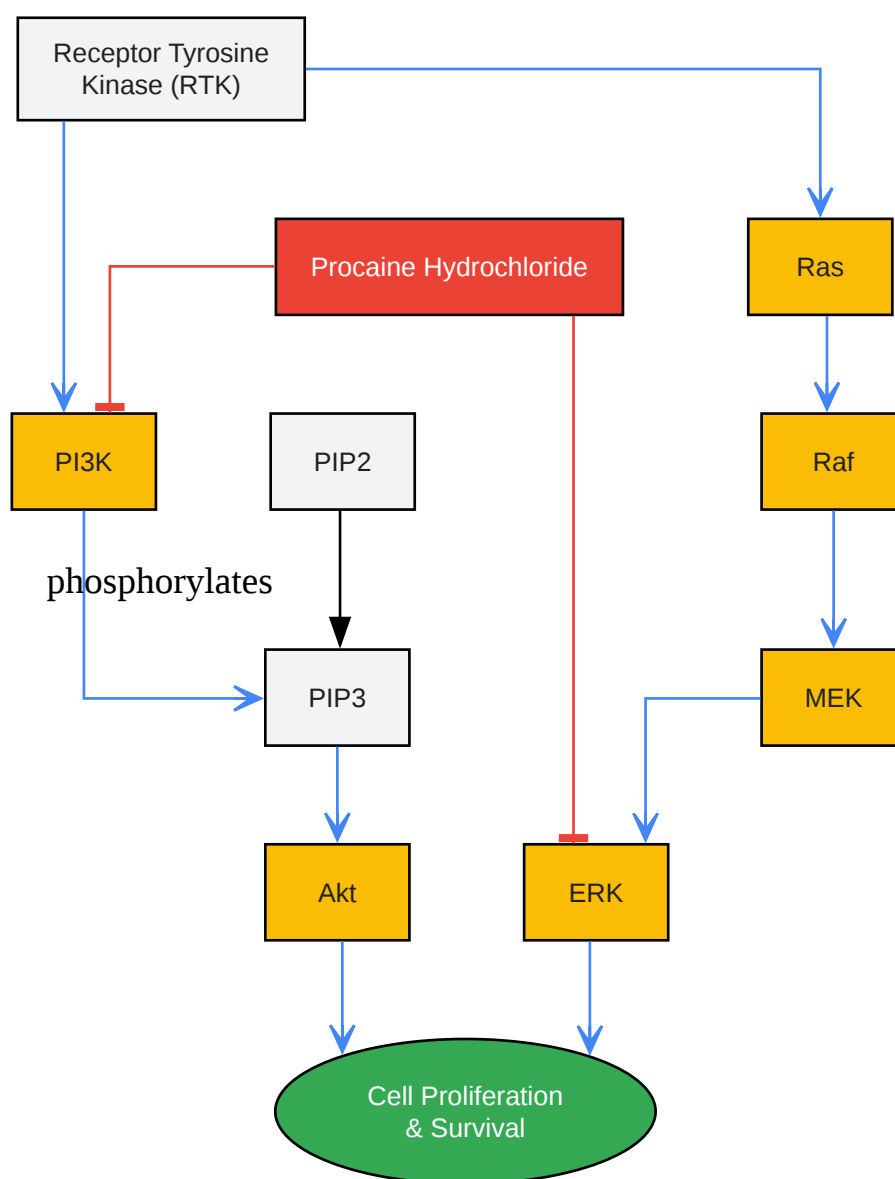 Receptor Tyrosine
Kinase (RTK)
Procaine Hydrochloride
Ras
PI3K
PIP2
Raf
phosphorylates
PIP3
MEK
Akt
ERK
Cell Proliferation
& Survival